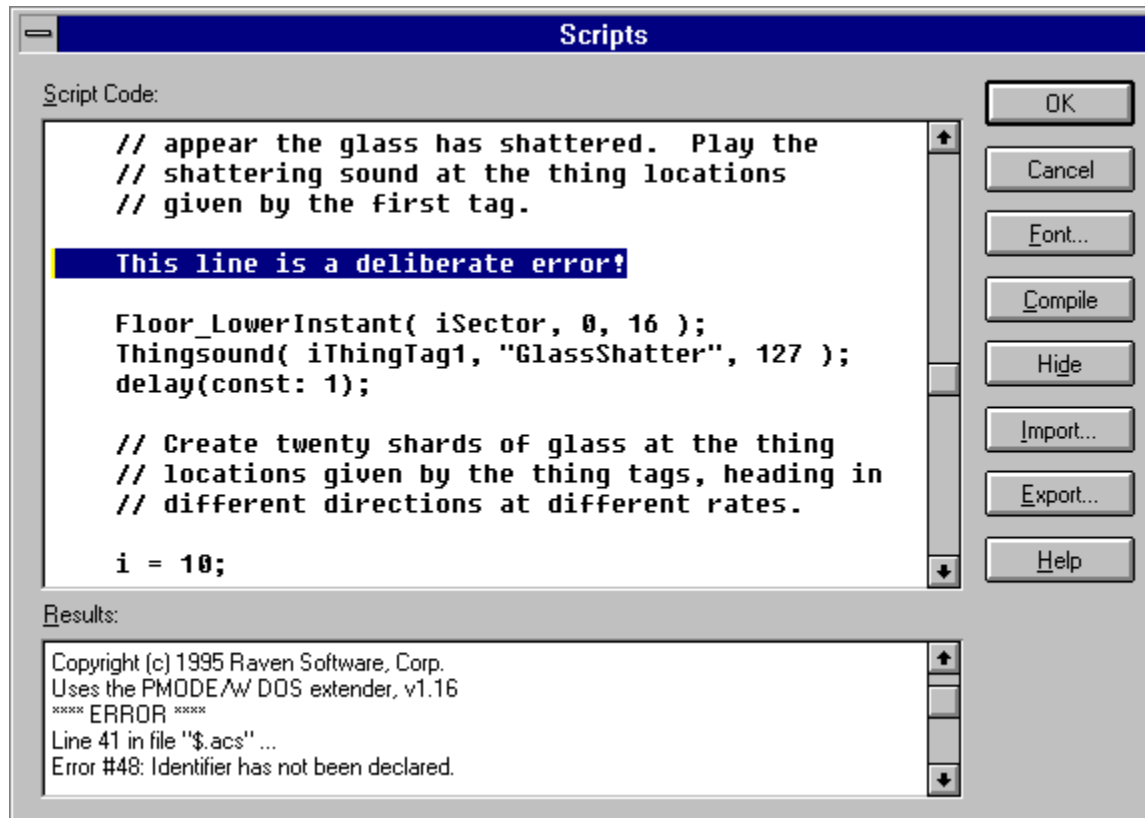 Scripts
Script Code:
// appear the glass has shattered.  Play the
// shattering sound at the thing locations
// given by the first tag.
This line is a deliberate error!
Floor_LowerInstant( iSector, 0, 16 );
Thingsound( iThingTag1, "GlassShatter", 127 );
delay(const: 1);
// Create twenty shards of glass at the thing
// locations given by the thing tags, heading in
// different directions at different rates.
i = 10;
OK
Cancel
Font...
Compile
Hide
Import...
Export...
Help
Results:
Copyright (c) 1995 Raven Software, Corp.
Uses the PMODE/W DOS extender, v1.16
**** ERROR ****
Line 41 in file "$.acs" ...
Error #48: Identifier has not been declared.